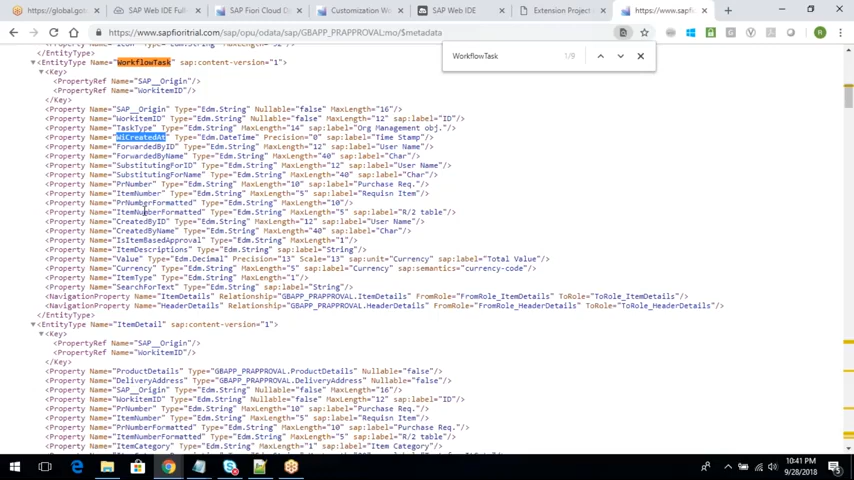 https://global.goto
SAP Web IDE Full
SAP Fiori Cloud D
Customization W
SAP Web IDE
Extension Project
https://www.sapfi
https://www.sapfioritrial.com/sap/opu/odata/sap/GBAPP_PRAPPROVAL;mo/$metadata
WorkflowTask 1/9
</EntityType>
▼<EntityType Name="WorkflowTask" sap:content-version="1">
▼<Key>
<PropertyRef Name="SAP__Origin"/>
<PropertyRef Name="WorkitemID"/>
</Key>
<Property Name="SAP__Origin" Type="Edm.String" Nullable="false" MaxLength="16"/>
<Property Name="WorkitemID" Type="Edm.String" Nullable="false" MaxLength="12" sap:label="ID"/>
<Property Name="TaskType" Type="Edm.String" MaxLength="14" sap:label="Org Management obj."/>
<Property Name="WiCreatedAt" Type="Edm.DateTime" Precision="0" sap:label="Time Stamp"/>
<Property Name="ForwardedByID" Type="Edm.String" MaxLength="12" sap:label="User Name"/>
<Property Name="ForwardedByName" Type="Edm.String" MaxLength="40" sap:label="Char"/>
<Property Name="SubstitutingForID" Type="Edm.String" MaxLength="12" sap:label="User Name"/>
<Property Name="SubstitutingForName" Type="Edm.String" MaxLength="40" sap:label="Char"/>
<Property Name="PrNumber" Type="Edm.String" MaxLength="10" sap:label="Purchase Req."/>
<Property Name="ItemNumber" Type="Edm.String" MaxLength="5" sap:label="Requisn Item"/>
<Property Name="PrNumberFormatted" Type="Edm.String" MaxLength="10"/>
<Property Name="ItemNumberFormatted" Type="Edm.String" MaxLength="5" sap:label="R/2 table"/>
<Property Name="CreatedByID" Type="Edm.String" MaxLength="12" sap:label="User Name"/>
<Property Name="CreatedByName" Type="Edm.String" MaxLength="40" sap:label="Char"/>
<Property Name="IsItemBasedApproval" Type="Edm.String" MaxLength="1"/>
<Property Name="ItemDescriptions" Type="Edm.String" sap:label="String"/>
<Property Name="Value" Type="Edm.Decimal" Precision="13" Scale="13" sap:unit="Currency" sap:label="Total Value"/>
<Property Name="Currency" Type="Edm.String" MaxLength="5" sap:label="Currency" sap:semantics="currency-code"/>
<Property Name="ItemType" Type="Edm.String" MaxLength="1"/>
<Property Name="SearchForText" Type="Edm.String" sap:label="String"/>
<NavigationProperty Name="ItemDetails" Relationship="GBAPP_PRAPPROVAL.ItemDetails" FromRole="FromRole_ItemDetails" ToRole="ToRole_ItemDetails"/>
<NavigationProperty Name="HeaderDetails" Relationship="GBAPP_PRAPPROVAL.HeaderDetails" FromRole="FromRole_HeaderDetails" ToRole="ToRole_HeaderDetails"/>
</EntityType>
▼<EntityType Name="ItemDetail" sap:content-version="1">
▼<Key>
<PropertyRef Name="SAP__Origin"/>
<PropertyRef Name="WorkitemID"/>
</Key>
<Property Name="ProductDetails" Type="GBAPP_PRAPPROVAL.ProductDetails" Nullable="false"/>
<Property Name="DeliveryAddress" Type="GBAPP_PRAPPROVAL.DeliveryAddress" Nullable="false"/>
<Property Name="SAP__Origin" Type="Edm.String" Nullable="false" MaxLength="16"/>
<Property Name="WorkitemID" Type="Edm.String" Nullable="false" MaxLength="12" sap:label="ID"/>
<Property Name="PrNumber" Type="Edm.String" MaxLength="10" sap:label="Purchase Req."/>
<Property Name="ItemNumber" Type="Edm.String" MaxLength="5" sap:label="Requisn Item"/>
<Property Name="PrNumberFormatted" Type="Edm.String" MaxLength="10" sap:label="Purchase Req."/>
<Property Name="ItemNumberFormatted" Type="Edm.String" MaxLength="5" sap:label="R/2 table"/>
<Property Name="ItemCategory" Type="Edm.String" MaxLength="1" sap:label="Item Category"/>
10:41 PM
9/28/2018